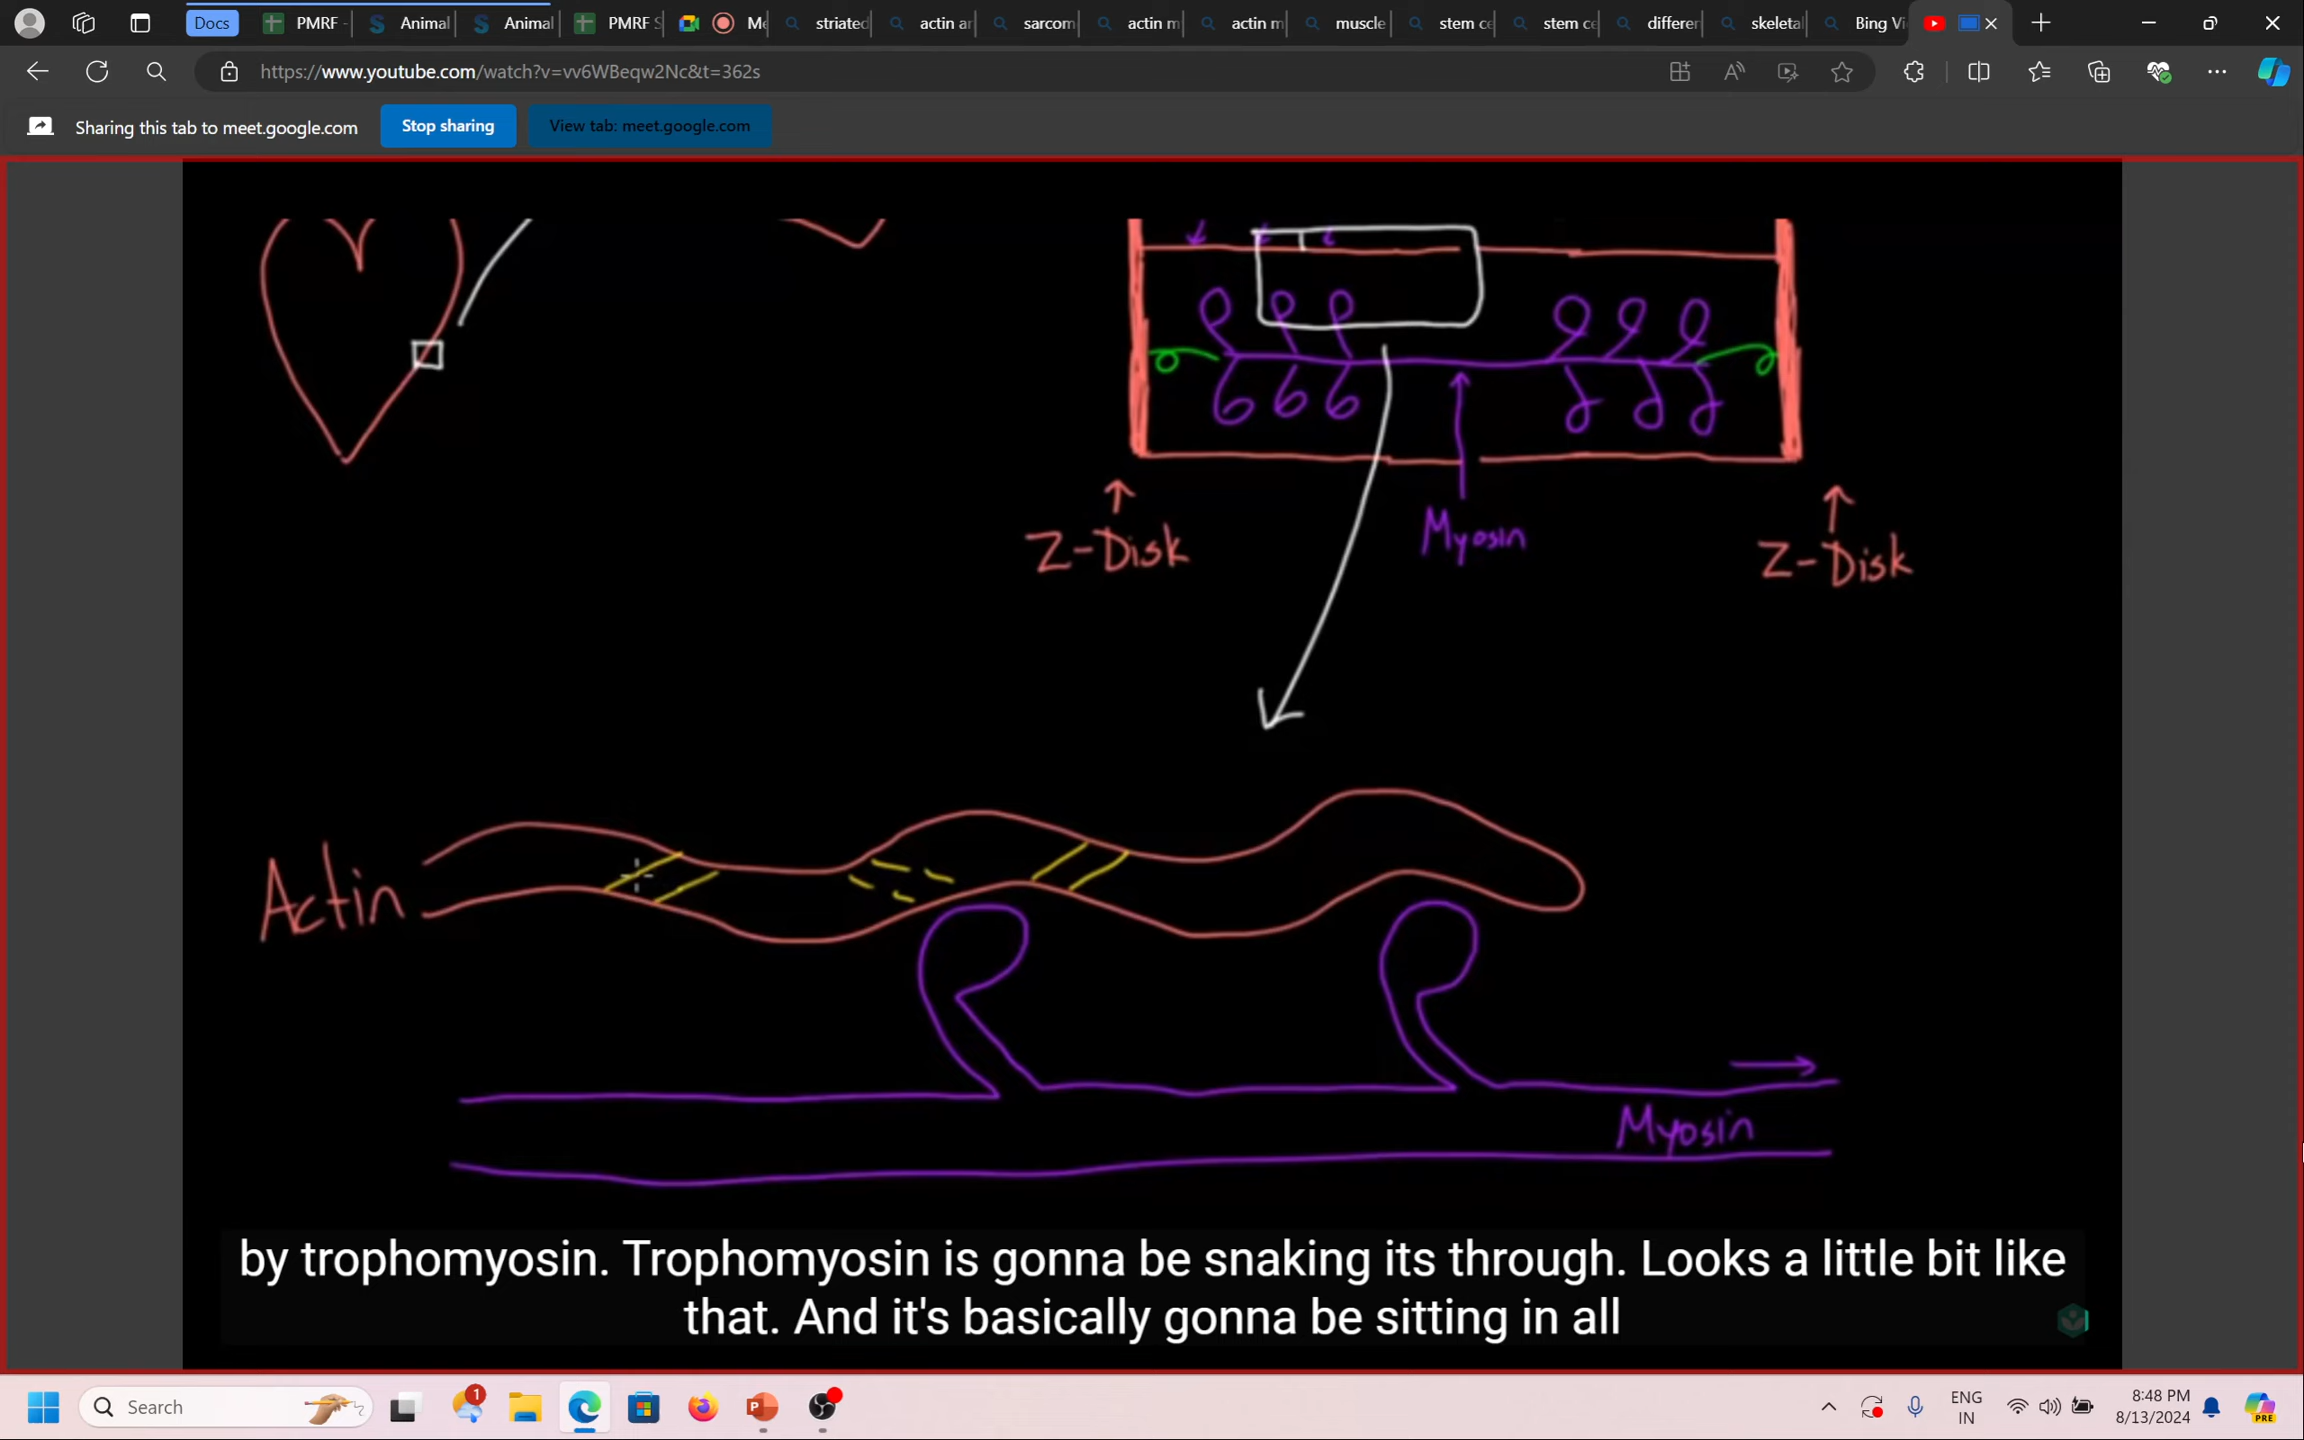 Docs
PMRF -
Animal
Animal
PMRF S
Me
striated
actin ar
sarcom
actin m
actin m
muscle
stem ce
stem ce
differer
skeletal
Bing Vi
https://www.youtube.com/watch?v=vv6WBeqw2Nc&t=362s
Sharing this tab to meet.google.com
Stop sharing
View tab: meet.google.com
Z-Disk
Myosin
Z-Disk
Actin
Myosin
by trophomyosin. Trophomyosin is gonna be snaking its through. Looks a little bit like
that. And it's basically gonna be sitting in all
Search
1
ENG
IN
8:48 PM
8/13/2024
PRE